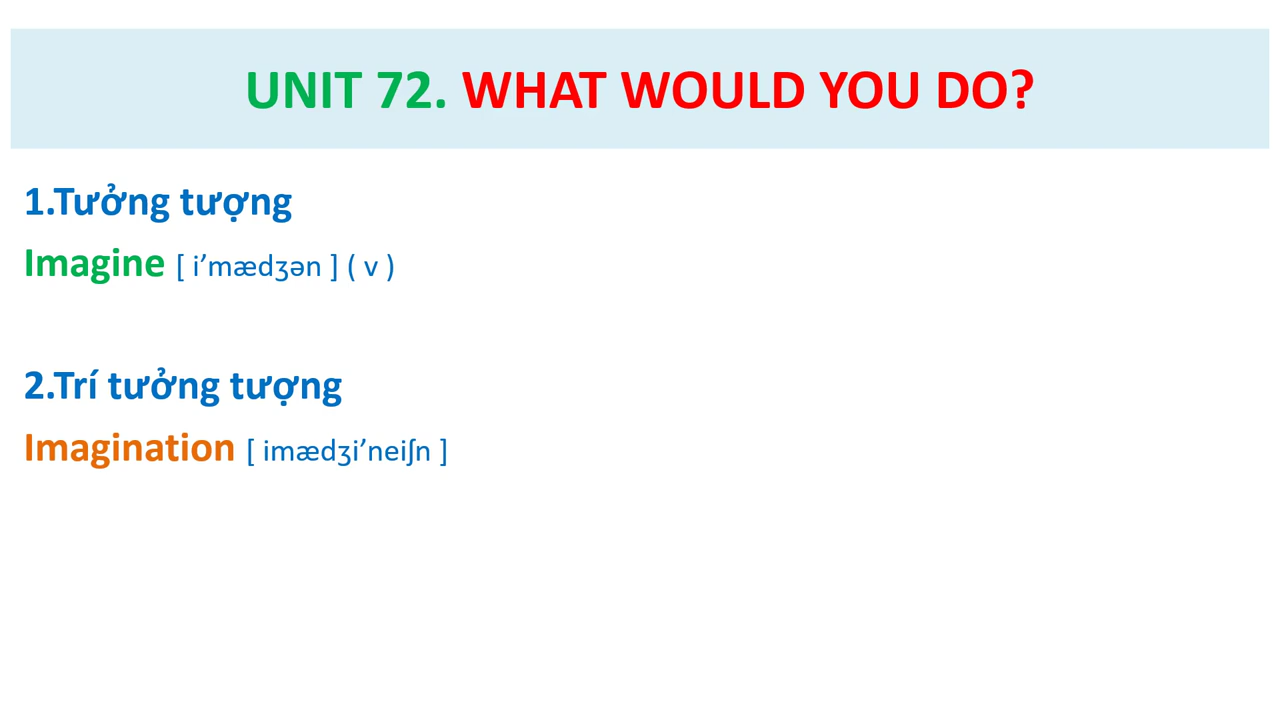 UNIT 72. WHAT WOULD YOU DO?
1.Tưởng tượng
Imagine [ i’mædʒən ] ( v )
2.Trí tưởng tượng
Imagination [ imædʒi’neiʃn ]